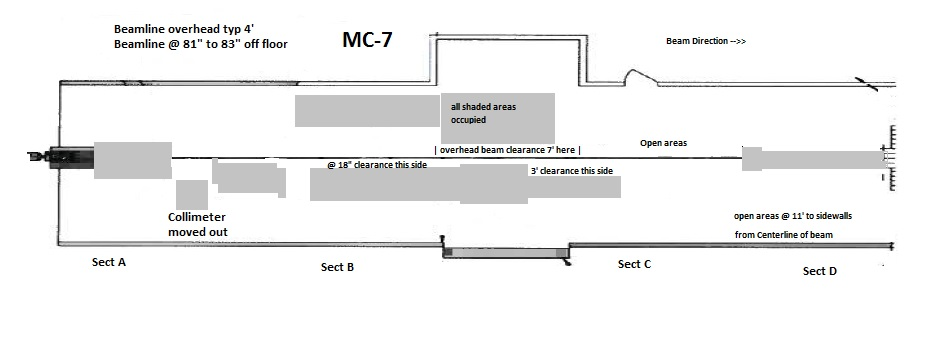 Beamline overhead typ 4'
Beamline @ 81" to 83" off floor
MC-7
Beam Direction -->>
all shaded areas
occupied
| overhead beam clearance 7' here |
Open areas
@ 18" clearance this side
3' clearance this side
Collimeter
moved out
open areas @ 11' to sidewalls
from Centerline of beam
Sect A
Sect B
Sect C
Sect D